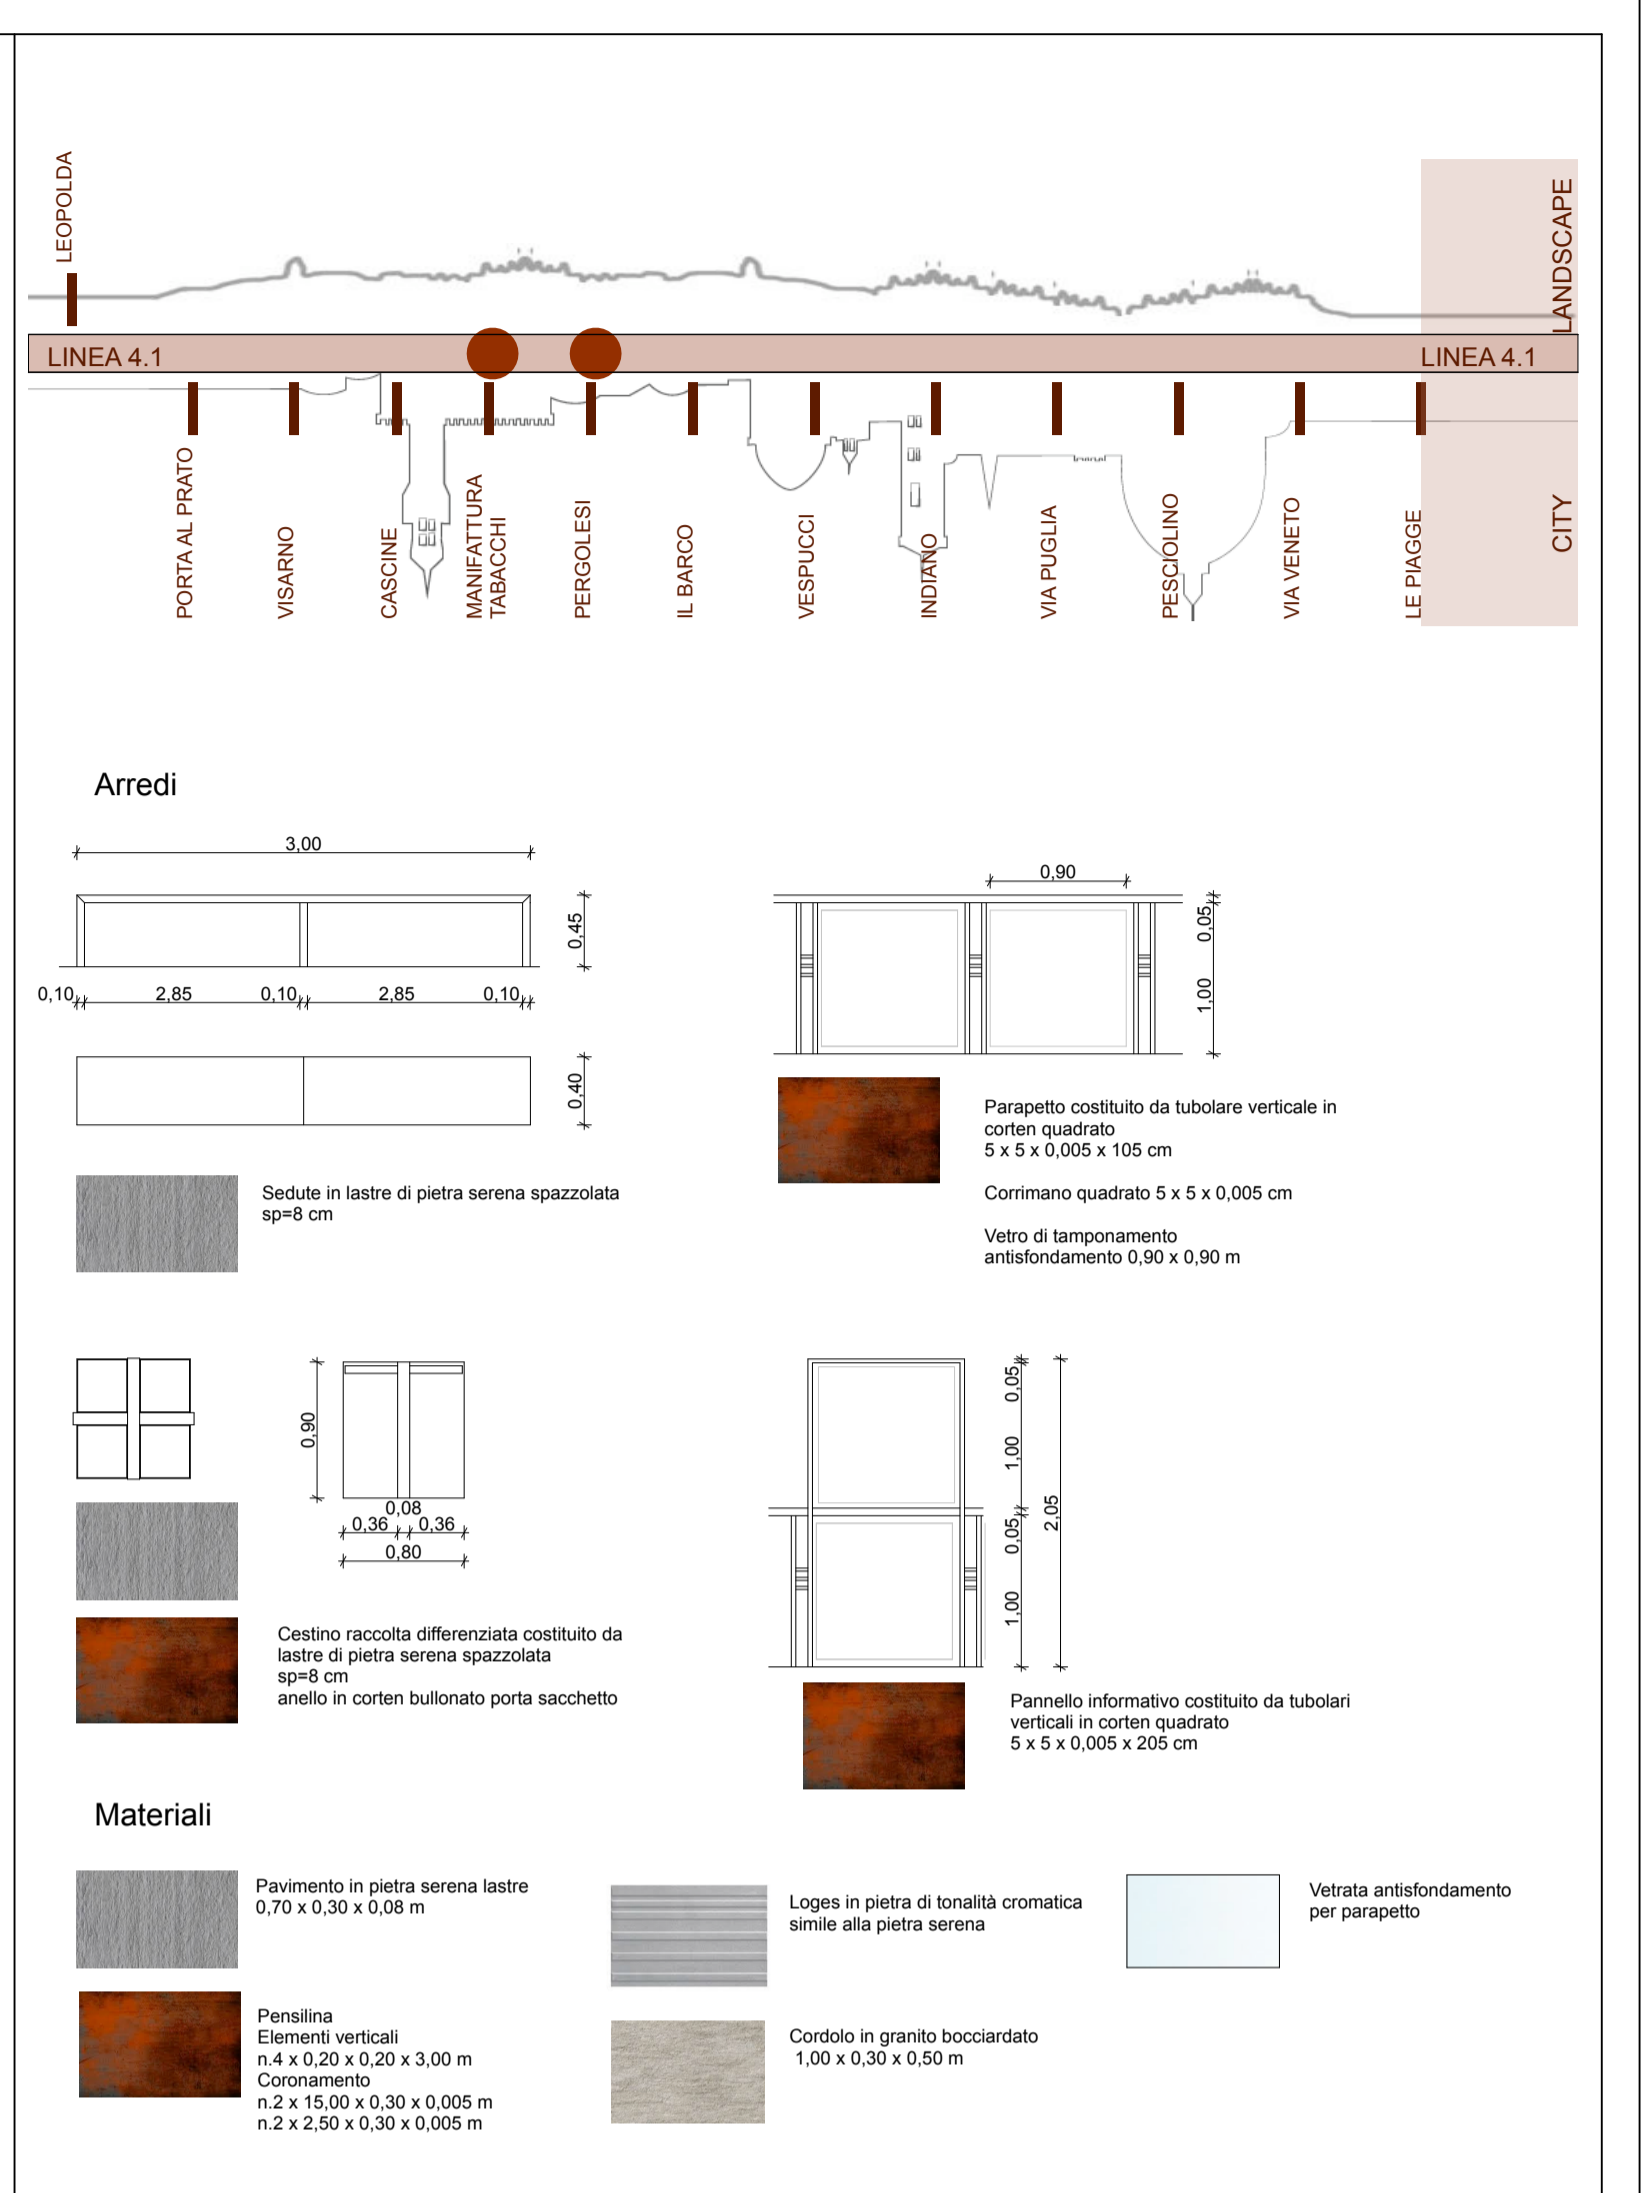 LEOPOLDA
LANDSCAPE
LINEA 4.1
LINEA 4.1
PORTA AL PRATO
VISARNO
CASCINE
MANIFATTURA
TABACCHI
PERGOLESI
IL BARCO
VESPUCCI
INDIANO
VIA PUGLIA
PESCIOLINO
VIA VENETO
LE PIAGGE
CITY
Arredi
3,00
0,45
0,10
2,85
0,10
2,85
0,10
0,40
Sedute in lastre di pietra serena spazzolata
sp=8 cm
0,90
0,05
1,00
Parapetto costituito da tubolare verticale in
corten quadrato
5 x 5 x 0,005 x 105 cm
Corrimano quadrato 5 x 5 x 0,005 cm
Vetro di tamponamento
antisfondamento 0,90 x 0,90 m
0,90
0,08
0,36
0,36
0,80
Cestino raccolta differenziata costituito da
lastre di pietra serena spazzolata
sp=8 cm
anello in corten bullonato porta sacchetto
0,05
1,00
0,05
1,00
2,05
Pannello informativo costituito da tubolari
verticali in corten quadrato
5 x 5 x 0,005 x 205 cm
Materiali
Pavimento in pietra serena lastre
0,70 x 0,30 x 0,08 m
Loges in pietra di tonalità cromatica
simile alla pietra serena
Vetrata antisfondamento
per parapetto
Pensilina
Elementi verticali
n.4 x 0,20 x 0,20 x 3,00 m
Coronamento
n.2 x 15,00 x 0,30 x 0,005 m
n.2 x 2,50 x 0,30 x 0,005 m
Cordolo in granito bocciardato
1,00 x 0,30 x 0,50 m